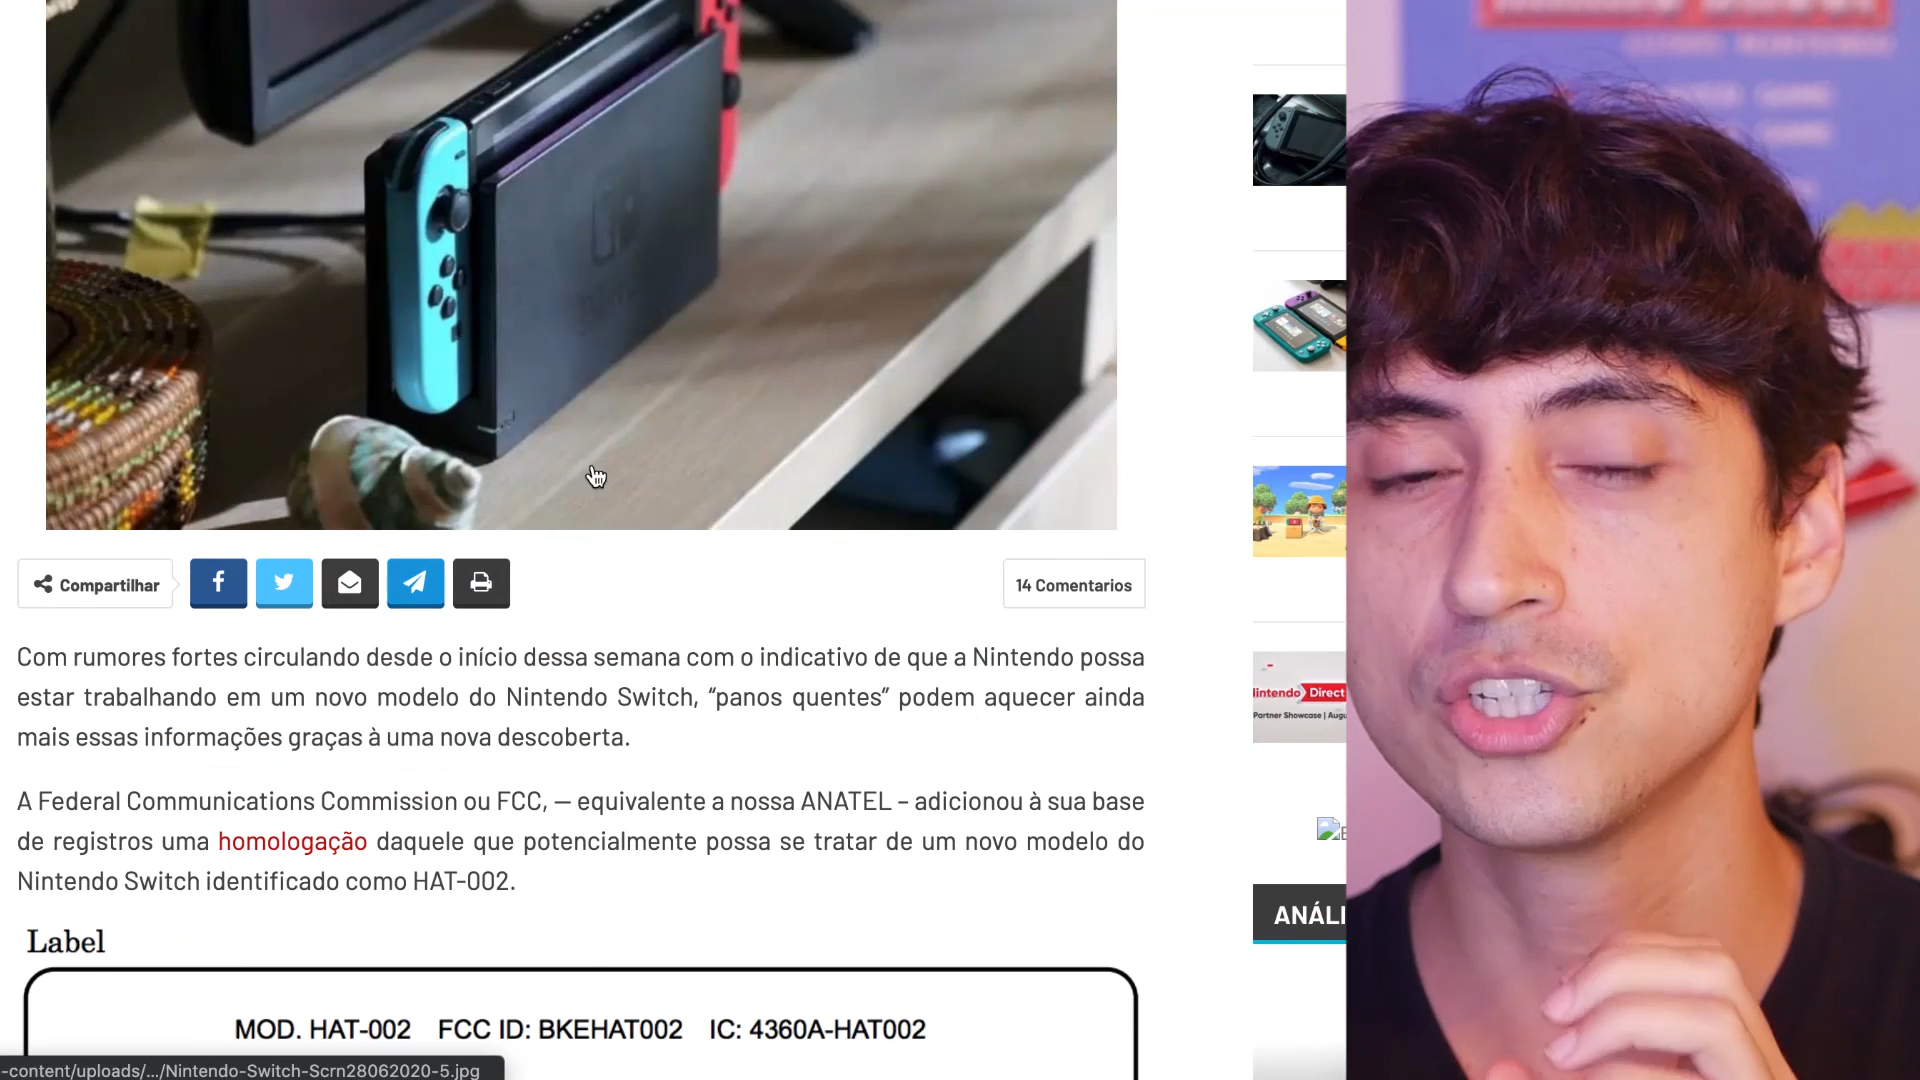 Compartilhar
14 Comentarios
Com rumores fortes circulando desde o início dessa semana com o indicativo de que a Nintendo possa
estar trabalhando em um novo modelo do Nintendo Switch, “panos quentes” podem aquecer ainda
mais essas informações graças à uma nova descoberta.
A Federal Communications Commission ou FCC, — equivalente a nossa ANATEL – adicionou à sua base
de registros uma homologação daquele que potencialmente possa se tratar de um novo modelo do
Nintendo Switch identificado como HAT-002.
Label
MOD. HAT-002 FCC ID: BKEHAT002 IC: 4360A-HAT002
-content/uploads/.../Nintendo-Switch-Scrn28062020-5.jpg
intendo Direct
Partner Showcase | Augu
ANÁLI